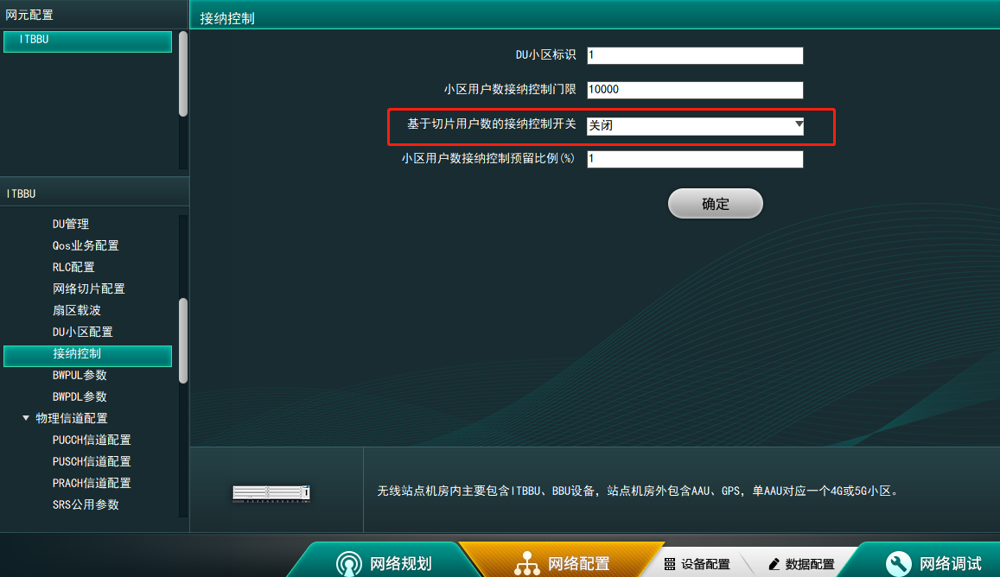 网元配置
ITBBU
ITBBU
DU管理
Qos业务配置
RLC配置
网络切片配置
扇区载波
DU小区配置
接纳控制
BWPUL参数
BWPDL参数
物理信道配置
PUCCH信道配置
PUSCH信道配置
PRACH信道配置
SRS公用参数
接纳控制
DU小区标识 1
小区用户数接纳控制门限 10000
基于切片用户数的接纳控制开关 关闭
小区用户数接纳控制预留比例(%) 1
确定
无线站点机房内主要包含ITBBU、BBU设备，站点机房外包含AAU、GPS，单AAU对应一个4G或5G小区。
网络规划 网络配置 设备配置 数据配置 网络调试